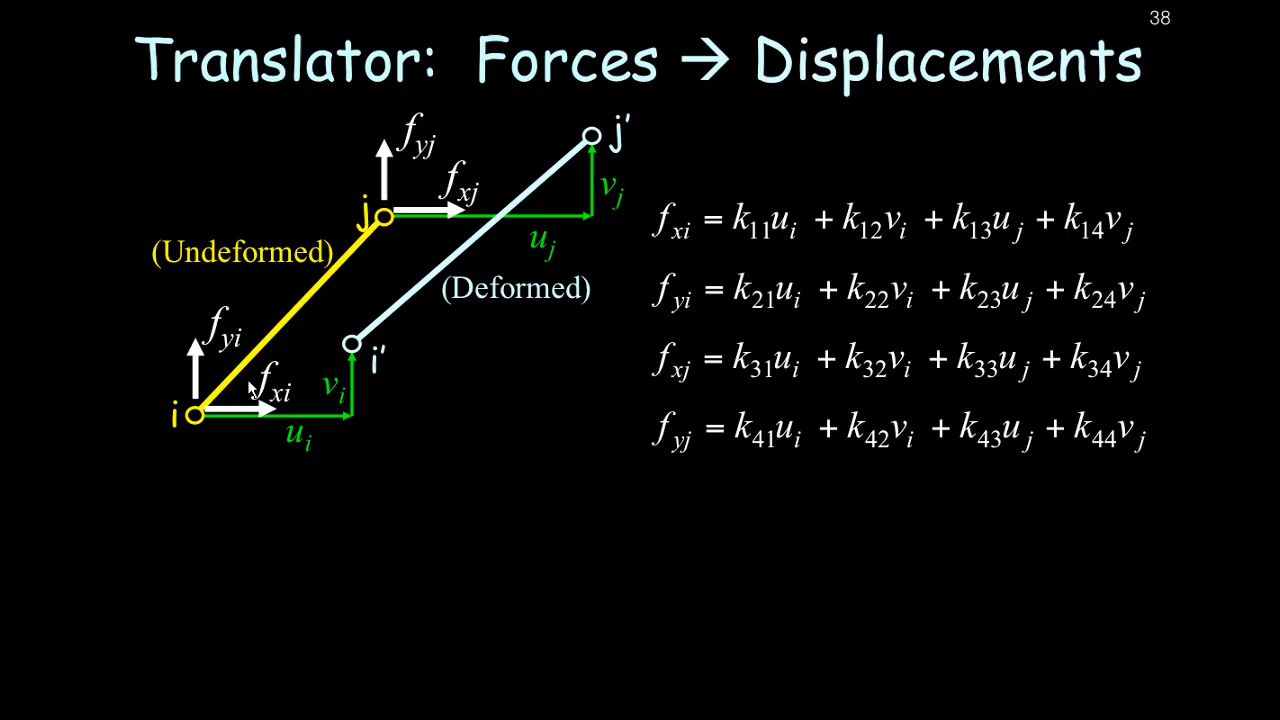 38
Translator: Forces → Displacements
f_yj
j'
f_xj
v_j
j
u_j
(Undeformed)
(Deformed)
f_yi
i'
f_xi
v_i
i
u_i
f_xi = k_11 u_i + k_12 v_i + k_13 u_j + k_14 v_j
f_yi = k_21 u_i + k_22 v_i + k_23 u_j + k_24 v_j
f_xj = k_31 u_i + k_32 v_i + k_33 u_j + k_34 v_j
f_yj = k_41 u_i + k_42 v_i + k_43 u_j + k_44 v_j